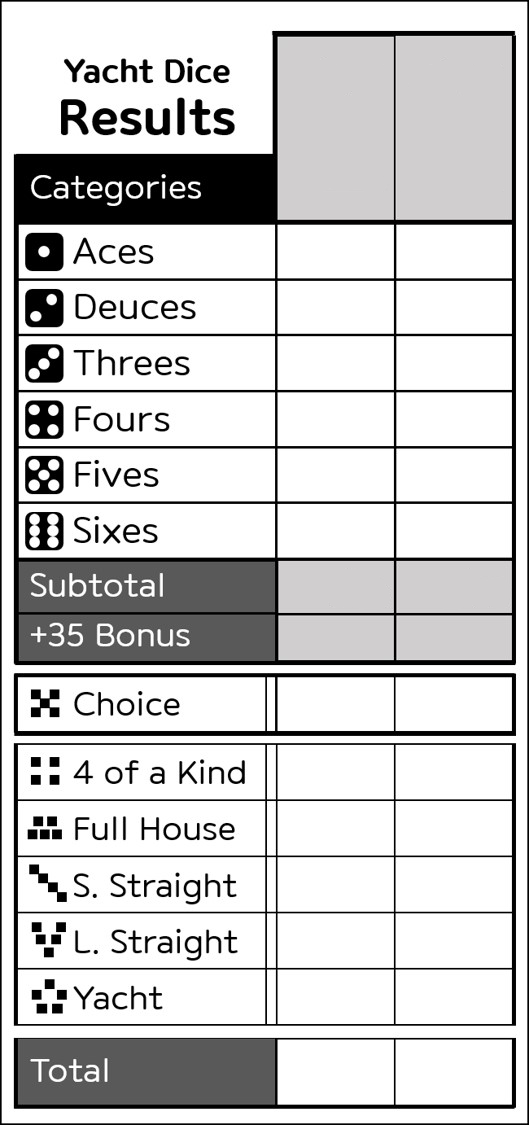 Yacht Dice
Results
Categories
Aces
Deuces
Threes
Fours
Fives
Sixes
Subtotal
+35 Bonus
Choice
4 of a Kind
Full House
S. Straight
L. Straight
Yacht
Total